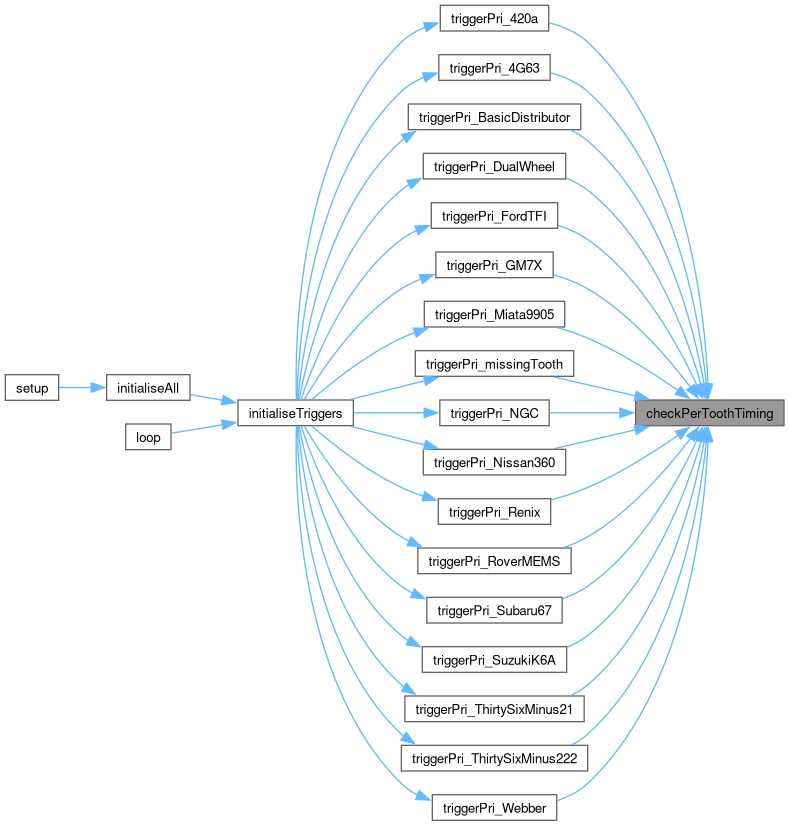 triggerPri_420a
triggerPri_4G63
triggerPri_BasicDistributor
triggerPri_DualWheel
triggerPri_FordTFI
triggerPri_GM7X
triggerPri_Miata9905
triggerPri_missingTooth
setup
initialiseAll
initialiseTriggers
triggerPri_NGC
checkPerToothTiming
loop
triggerPri_Nissan360
triggerPri_Renix
triggerPri_RoverMEMS
triggerPri_Subaru67
triggerPri_SuzukiK6A
triggerPri_ThirtySixMinus21
triggerPri_ThirtySixMinus222
triggerPri_Webber